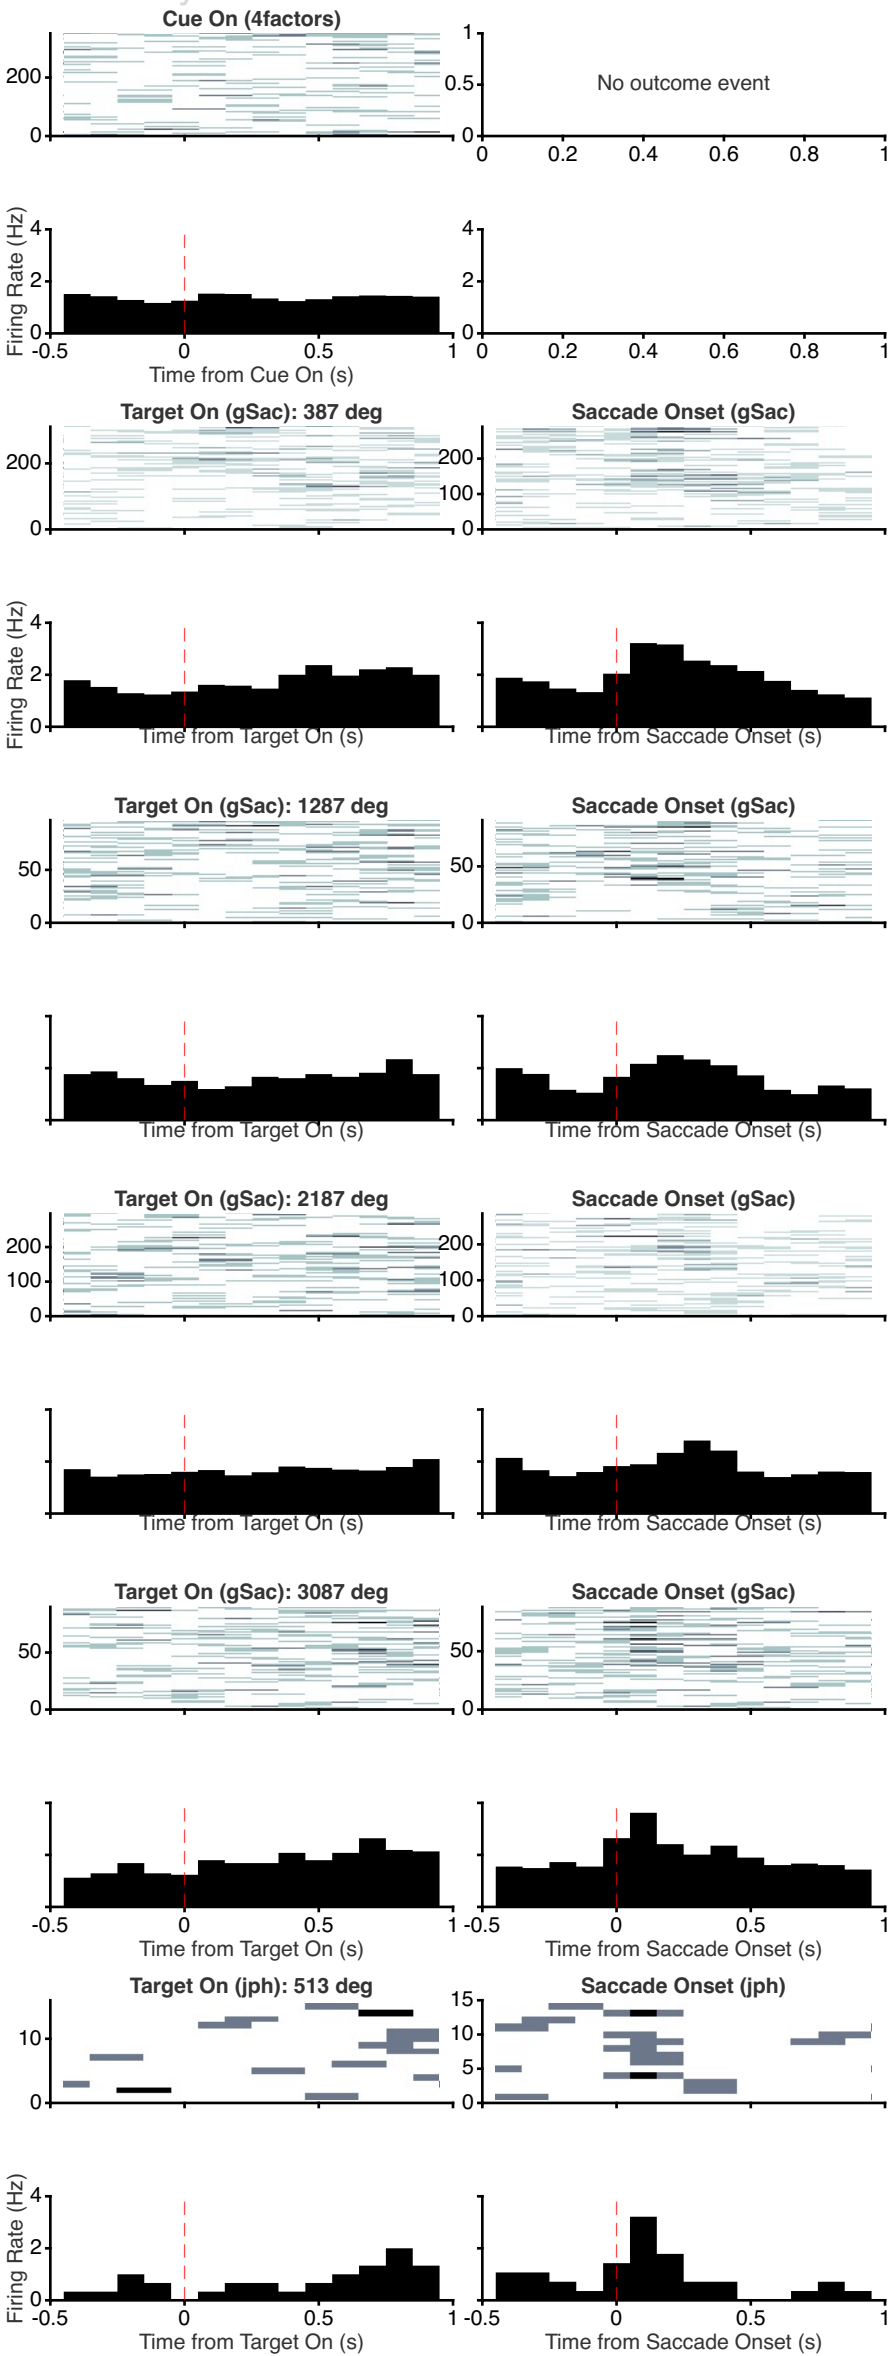 Cue On (4factors)
200
0
1
0.5
0
No outcome event
0 0.2 0.4 0.6 0.8 1
Firing Rate (Hz)
4
2
0
-0.5 0 0.5 1
Time from Cue On (s)
4
2
0
0 0.2 0.4 0.6 0.8 1
Target On (gSac): 387 deg
200
0
Saccade Onset (gSac)
200
100
0
Firing Rate (Hz)
4
2
0
Time from Target On (s)
Time from Saccade Onset (s)
Target On (gSac): 1287 deg
50
0
Saccade Onset (gSac)
50
0
Time from Target On (s)
Time from Saccade Onset (s)
Target On (gSac): 2187 deg
200
100
0
Saccade Onset (gSac)
200
100
0
Time from Target On (s)
Time from Saccade Onset (s)
Target On (gSac): 3087 deg
50
0
Saccade Onset (gSac)
50
0
-0.5 0 0.5 1
Time from Target On (s)
-0.5 0 0.5 1
Time from Saccade Onset (s)
Target On (jph): 513 deg
10
0
Saccade Onset (jph)
15
10
5
0
Firing Rate (Hz)
4
2
0
-0.5 0 0.5 1
Time from Target On (s)
-0.5 0 0.5 1
Time from Saccade Onset (s)